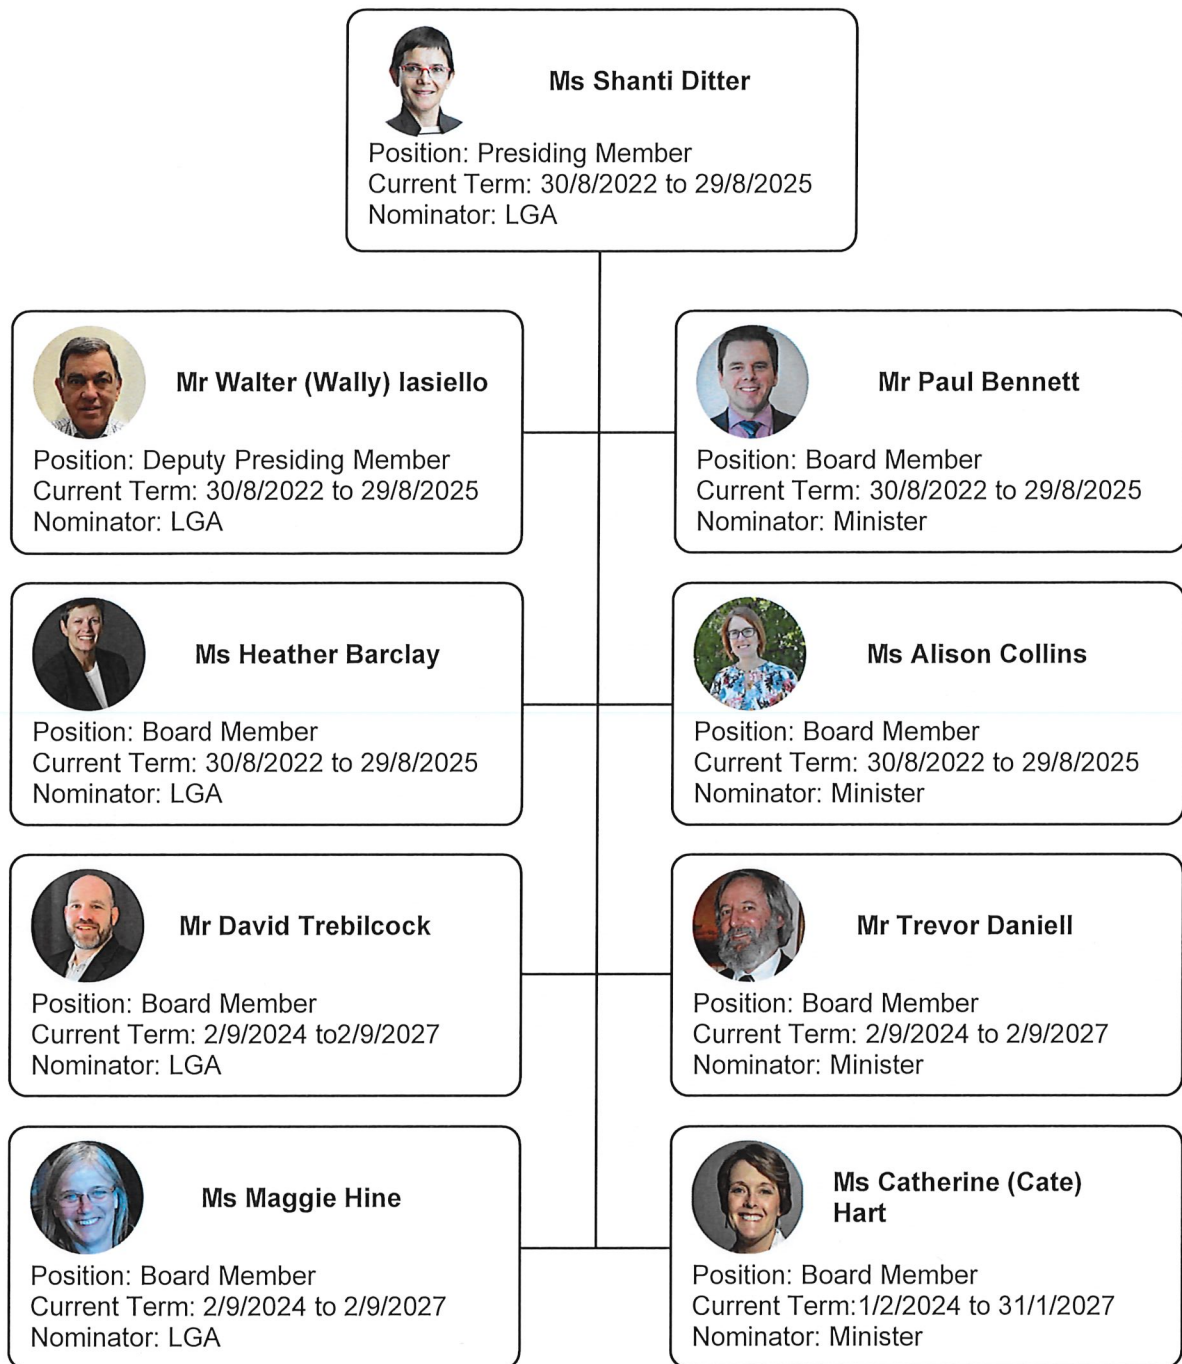 Ms Shanti Ditter
Position: Presiding Member
Current Term: 30/8/2022 to 29/8/2025
Nominator: LGA
Mr Walter (Wally) Iasiello
Position: Deputy Presiding Member
Current Term: 30/8/2022 to 29/8/2025
Nominator: LGA
Mr Paul Bennett
Position: Board Member
Current Term: 30/8/2022 to 29/8/2025
Nominator: Minister
Ms Heather Barclay
Position: Board Member
Current Term: 30/8/2022 to 29/8/2025
Nominator: LGA
Ms Alison Collins
Position: Board Member
Current Term: 30/8/2022 to 29/8/2025
Nominator: Minister
Mr David Trebilcock
Position: Board Member
Current Term: 2/9/2024 to2/9/2027
Nominator: LGA
Mr Trevor Daniell
Position: Board Member
Current Term: 2/9/2024 to 2/9/2027
Nominator: Minister
Ms Maggie Hine
Position: Board Member
Current Term: 2/9/2024 to 2/9/2027
Nominator: LGA
Ms Catherine (Cate)
Hart
Position: Board Member
Current Term:1/2/2024 to 31/1/2027
Nominator: Minister